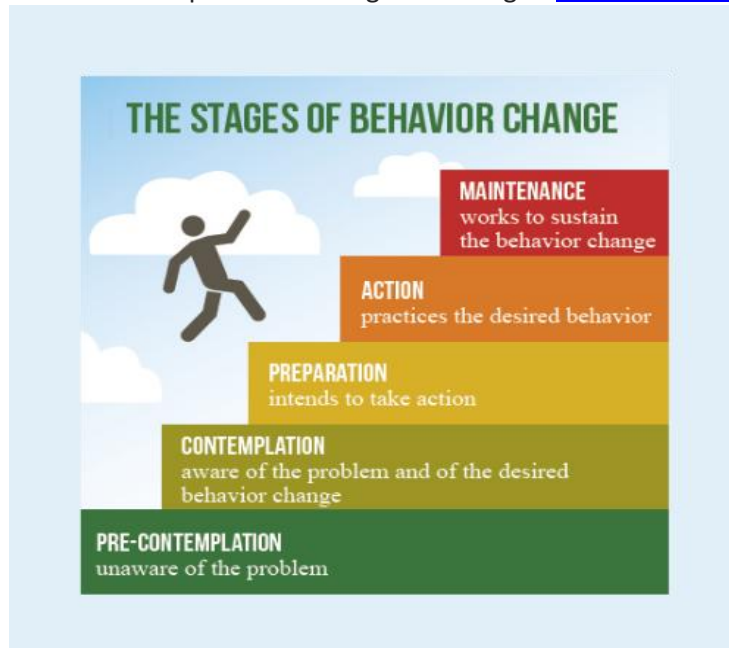 THE STAGES OF BEHAVIOR CHANGE
MAINTENANCE
works to sustain
the behavior change
ACTION
practices the desired behavior
PREPARATION
intends to take action
CONTEMPLATION
aware of the problem and of the desired
behavior change
PRE-CONTEMPLATION
unaware of the problem